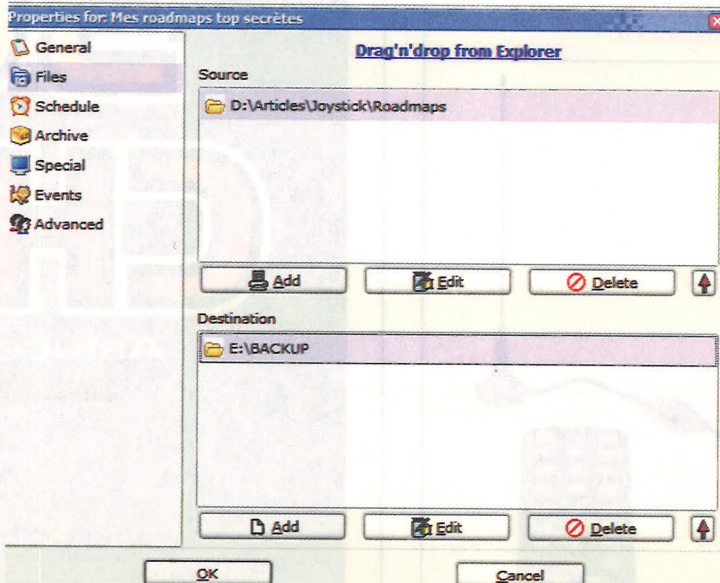 Properties for: Mes roadmaps top secrètes
General
Files
Schedule
Archive
Special
Events
Advanced
Drag'n'drop from Explorer
Source
D:\Articles\Joystick\Roadmaps
Add
Edit
Delete
Destination
E:\BACKUP
Add
Edit
Delete
OK
Cancel